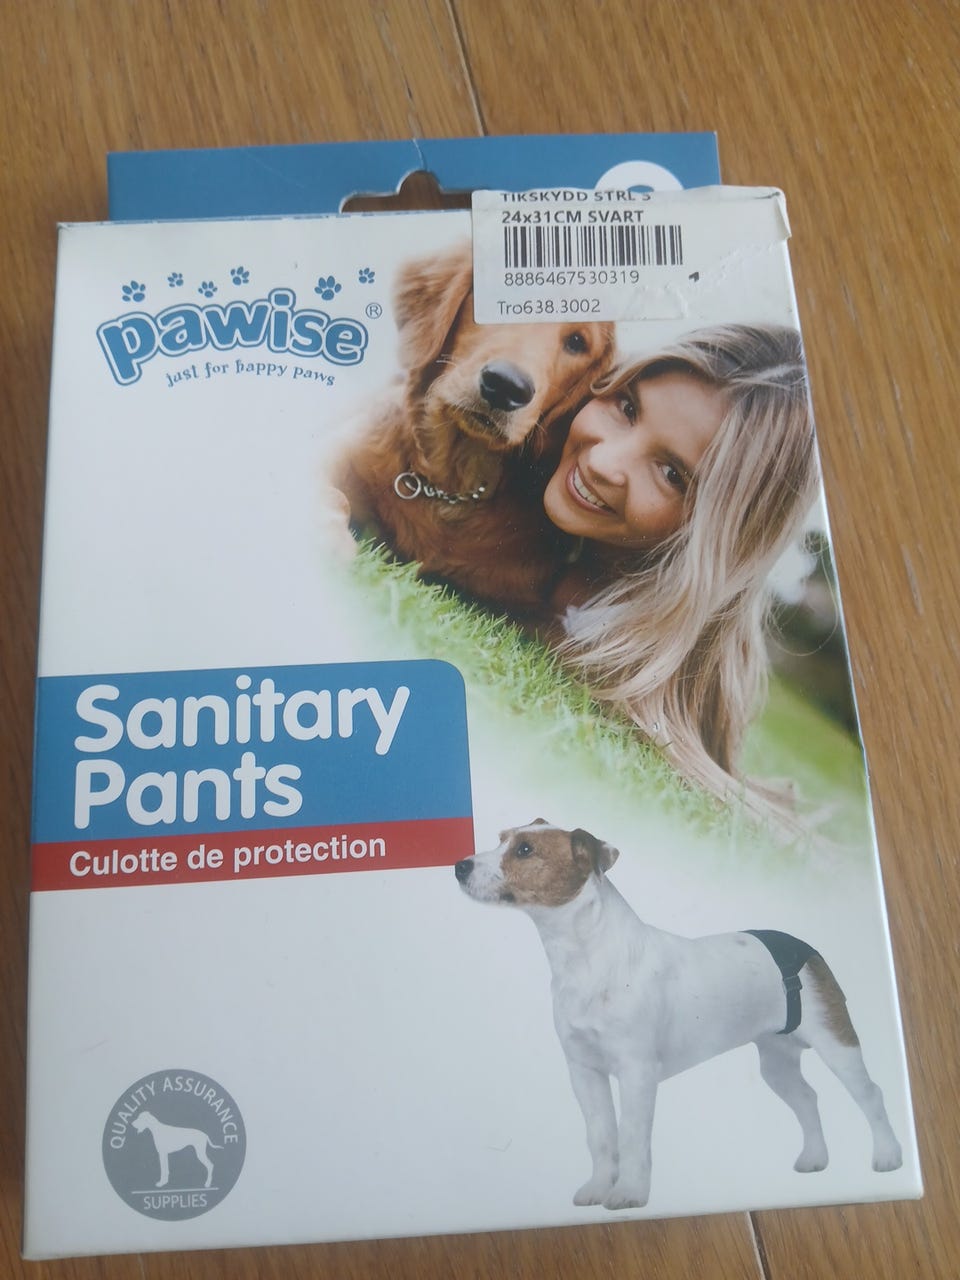 TIKSKYDD STRL S
24x31CM SVART
8886467530319
1
Tro638.3002
pawise®
just for happy paws
Sanitary
Pants
Culotte de protection
QUALITY ASSURANCE
SUPPLIES